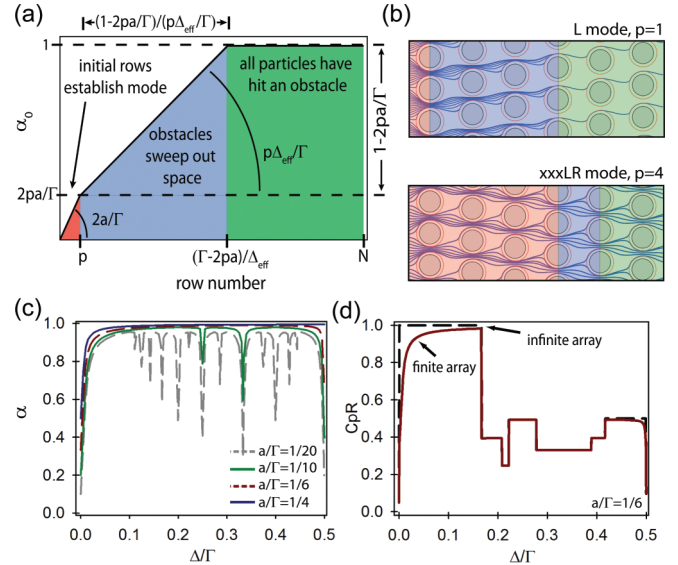 (a)
(1-2pa/Γ)/(pΔeff/Γ)
1
initial rows
establish mode
all particles have
hit an obstacle
α₀
obstacles
sweep out
space
pΔeff/Γ
1-2pa/Γ
2pa/Γ
2a/Γ
p
(Γ-2pa)/Δeff
N
row number
(b)
L mode, p=1
xxxLR mode, p=4
(c)
1.0
0.8
0.6
0.4
0.2
0.0
α
a/Γ=1/20
a/Γ=1/10
a/Γ=1/6
a/Γ=1/4
0.0
0.1
0.2
0.3
0.4
0.5
Δ/Γ
(d)
1.0
0.8
0.6
0.4
0.2
0.0
CpR
infinite array
finite array
a/Γ=1/6
0.0
0.1
0.2
0.3
0.4
0.5
Δ/Γ